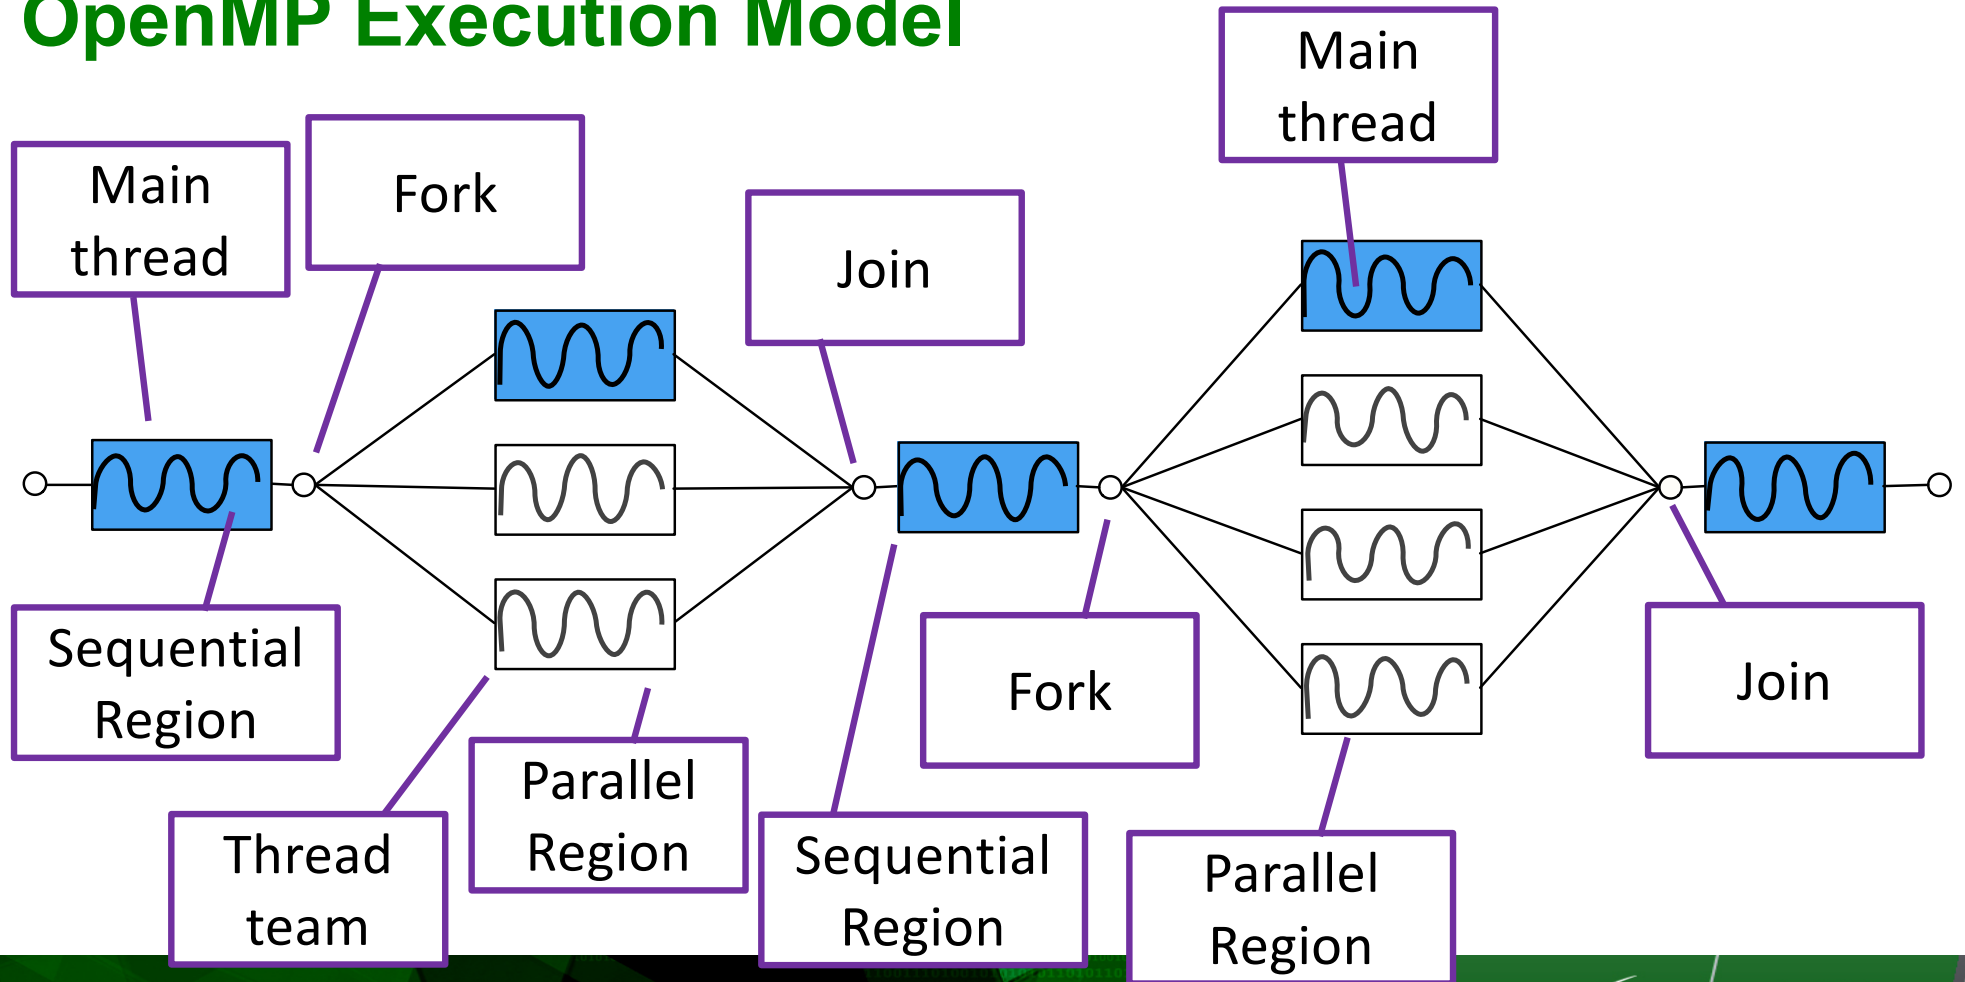 OpenMP Execution Model
Main
thread
Fork
Main
thread
Join
Sequential
Region
Thread
team
Parallel
Region
Sequential
Region
Fork
Parallel
Region
Join